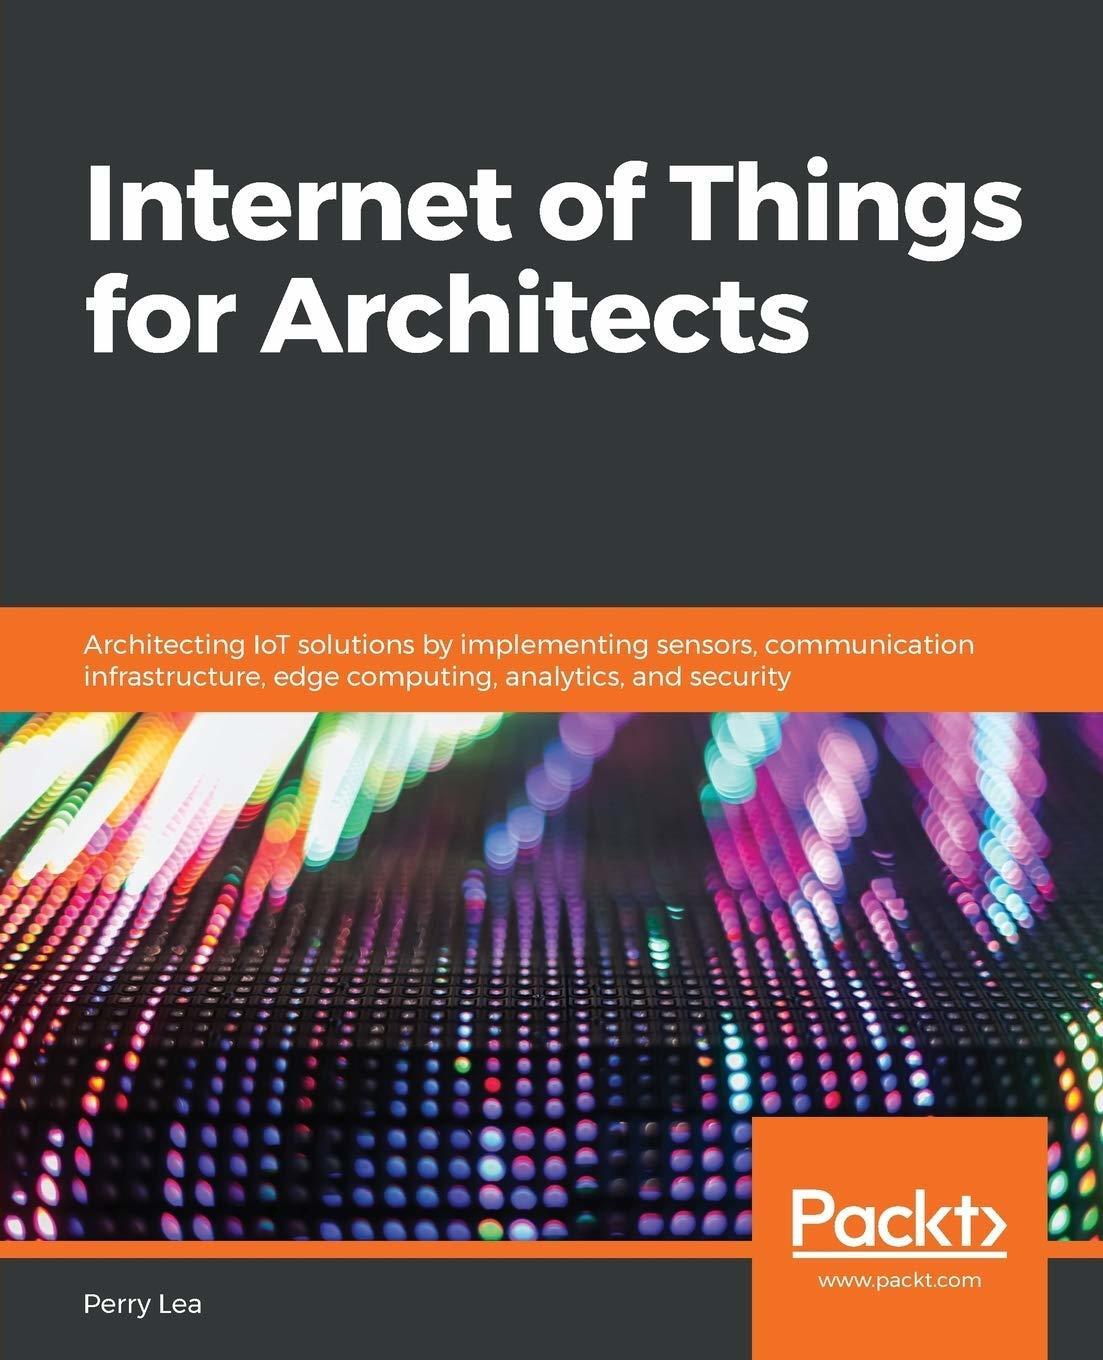 Internet of Things
for Architects
Architecting IoT solutions by implementing sensors, communication
infrastructure, edge computing, analytics, and security
Packt>
www.packt.com
Perry Lea